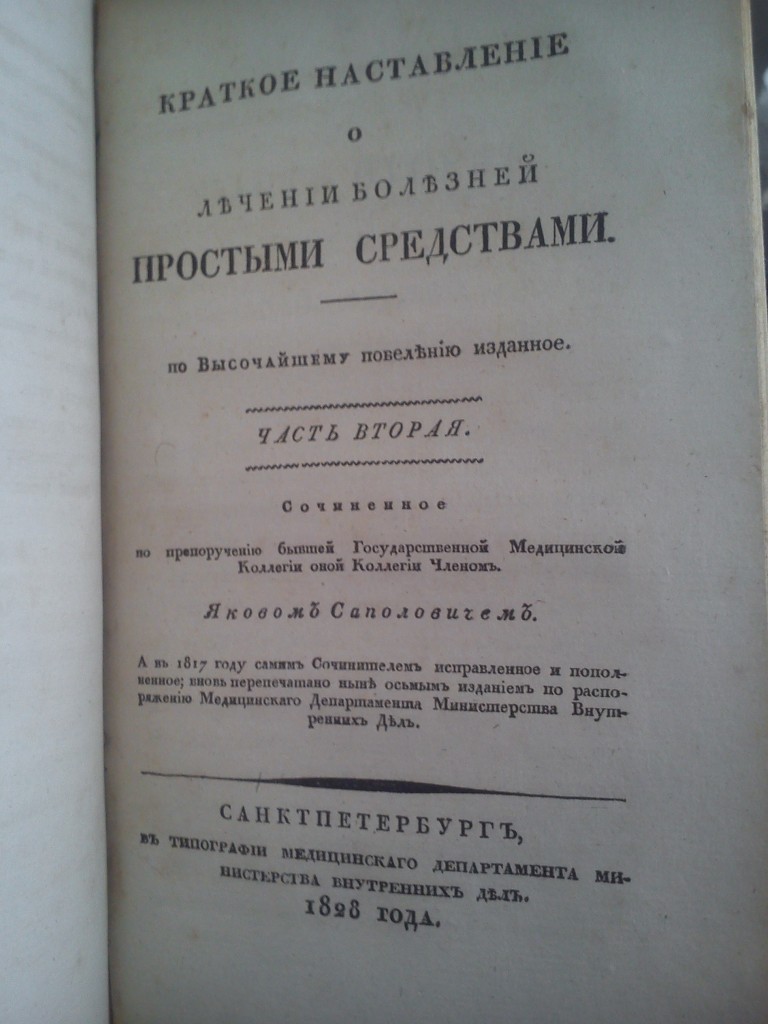 КРАТКОЕ НАСТАВЛЕНІЕ
О
ЛѢЧЕНІИ БОЛѢЗНЕЙ
ПРОСТЫМИ СРЕДСТВАМИ.
по Высочайшему повелѣнію изданное.
ЧАСТЬ ВТОРАЯ.
Сочиненное
по препорученію бывшей Государственной Медицинской
Коллегіи оной Коллегіи Членомъ.
Яковомъ Саполовичемъ.
А въ 1817 году самимъ Сочинителемъ исправленное и попол-
ненное; вновь перепечатано нынѣ осьмымъ изданіемъ по распо-
ряженію Медицинскаго Департамента Министерства Внут-
реннихъ Дѣлъ.
САНКТПЕТЕРБУРГЪ,
ВЪ ТИПОГРАФІИ МЕДИЦИНСКАГО ДЕПАРТАМЕНТА МИ-
НИСТЕРСТВА ВНУТРЕННИХЪ ДѢЛЪ.
1828 ГОДА.